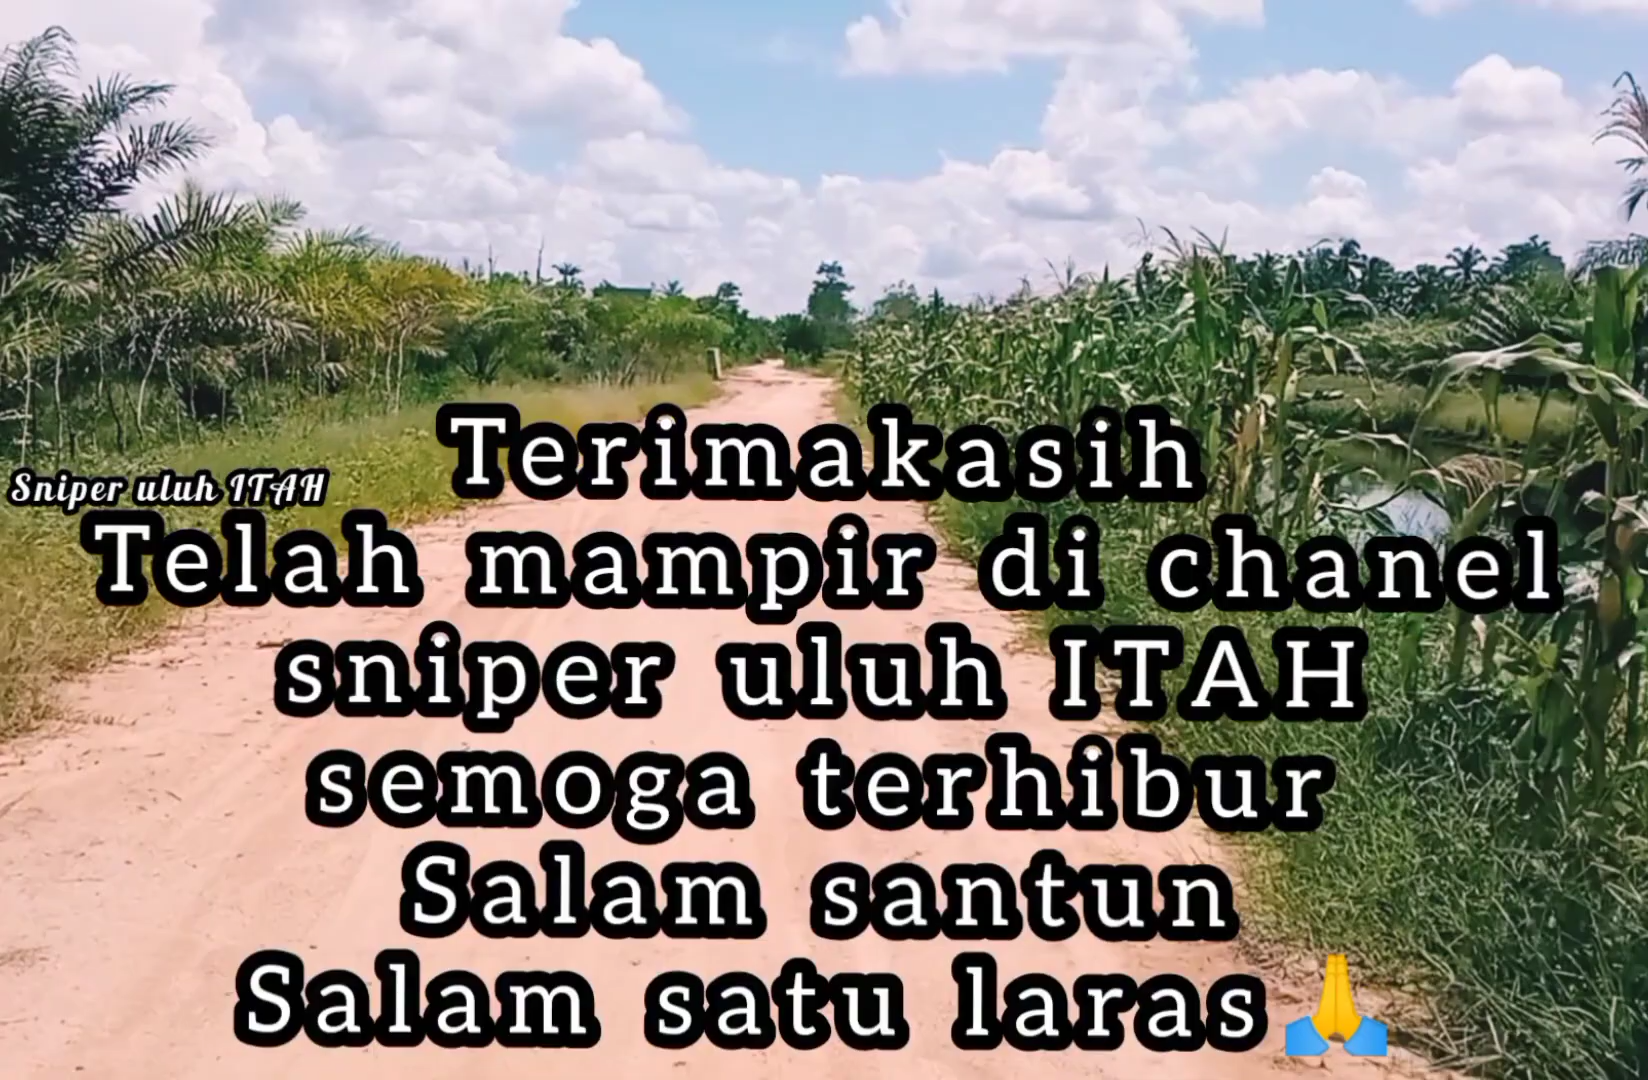 Terimakasih
Sniper uluh ITAH
Telah mampir di chanel
sniper uluh ITAH
semoga terhibur
Salam santun
Salam satu laras🙏